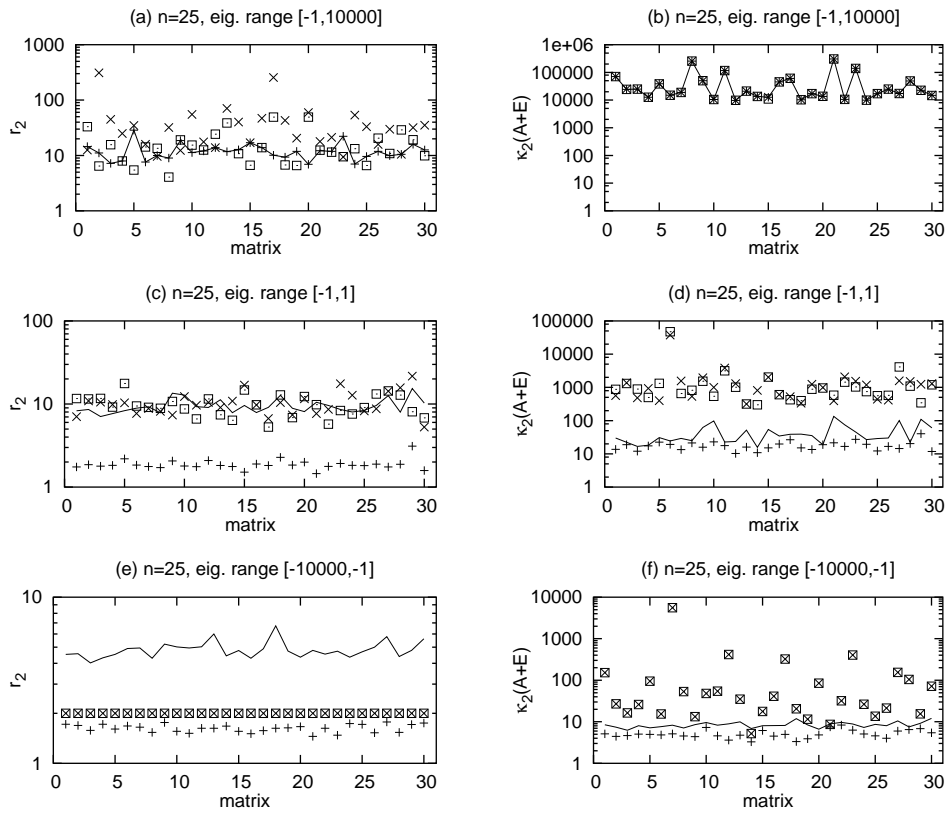 (a) n=25, eig. range [-1,10000]
1000
100
10
1
r2
0 5 10 15 20 25 30
matrix
(b) n=25, eig. range [-1,10000]
1e+06
100000
10000
1000
100
10
1
κ2(A+E)
0 5 10 15 20 25 30
matrix
(c) n=25, eig. range [-1,1]
100
10
1
r2
0 5 10 15 20 25 30
matrix
(d) n=25, eig. range [-1,1]
100000
10000
1000
100
10
1
κ2(A+E)
0 5 10 15 20 25 30
matrix
(e) n=25, eig. range [-10000,-1]
10
1
r2
0 5 10 15 20 25 30
matrix
(f) n=25, eig. range [-10000,-1]
10000
1000
100
10
1
κ2(A+E)
0 5 10 15 20 25 30
matrix